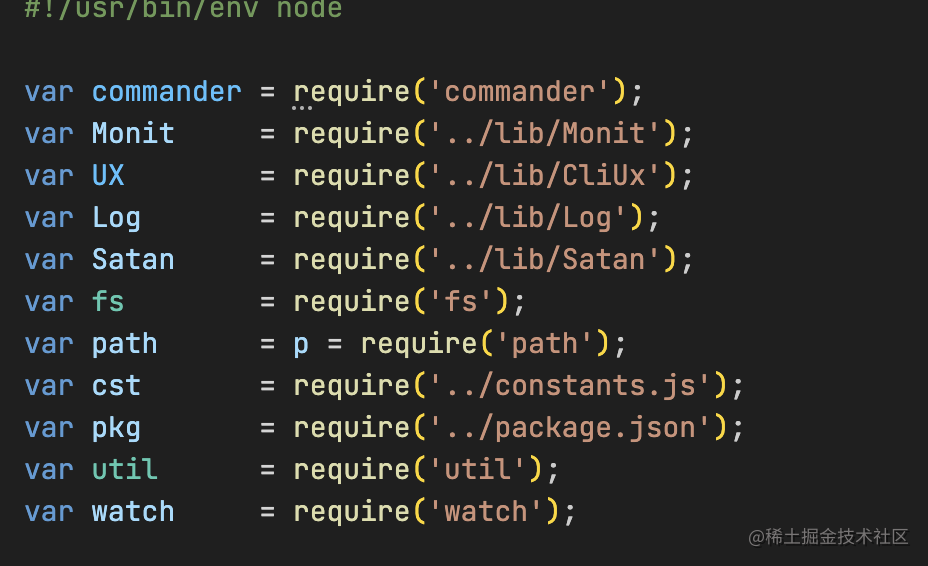 #!/usr/bin/env node
var commander = require('commander');
var Monit     = require('../lib/Monit');
var UX        = require('../lib/CliUx');
var Log       = require('../lib/Log');
var Satan     = require('../lib/Satan');
var fs        = require('fs');
var path      = p = require('path');
var cst       = require('../constants.js');
var pkg       = require('../package.json');
var util      = require('util');
var watch     = require('watch');
@稀土掘金技术社区